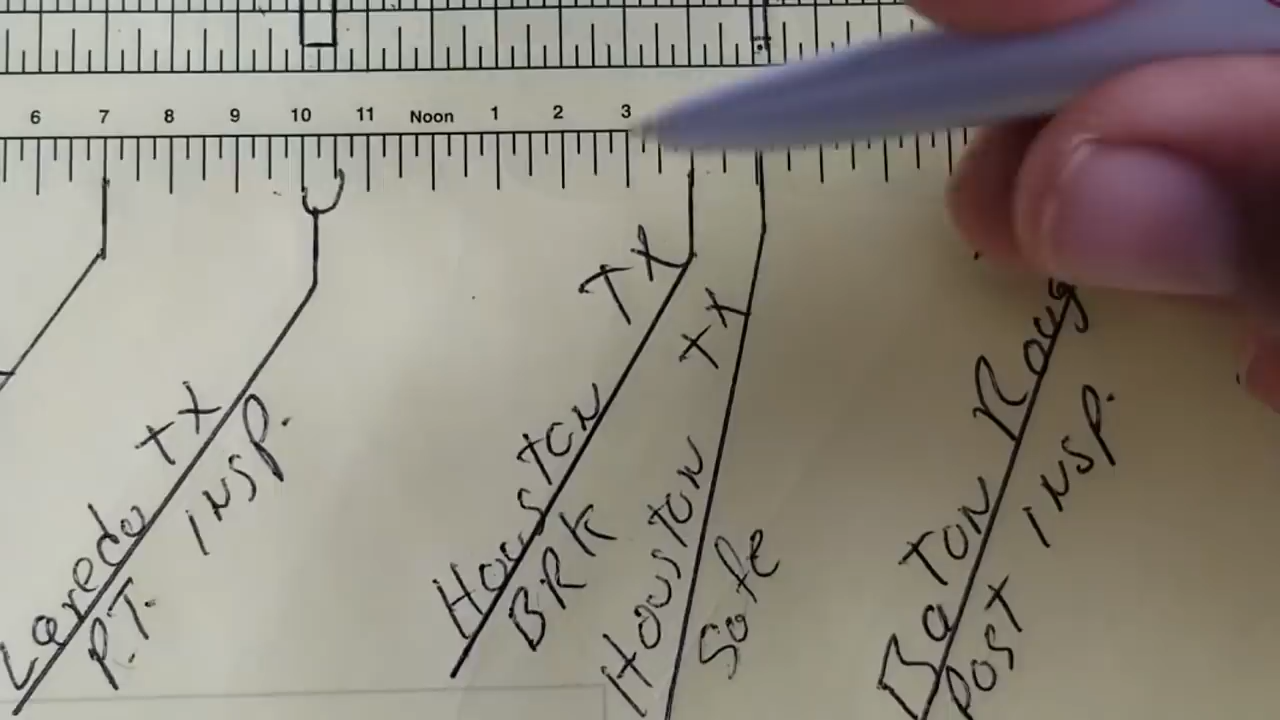 6 7 8 9 10 11 Noon 1 2 3
Laredo TX
P.T. INSP.
Houston TX
BRK
Houston TX
Safe
Baton Roug
POST INSP.